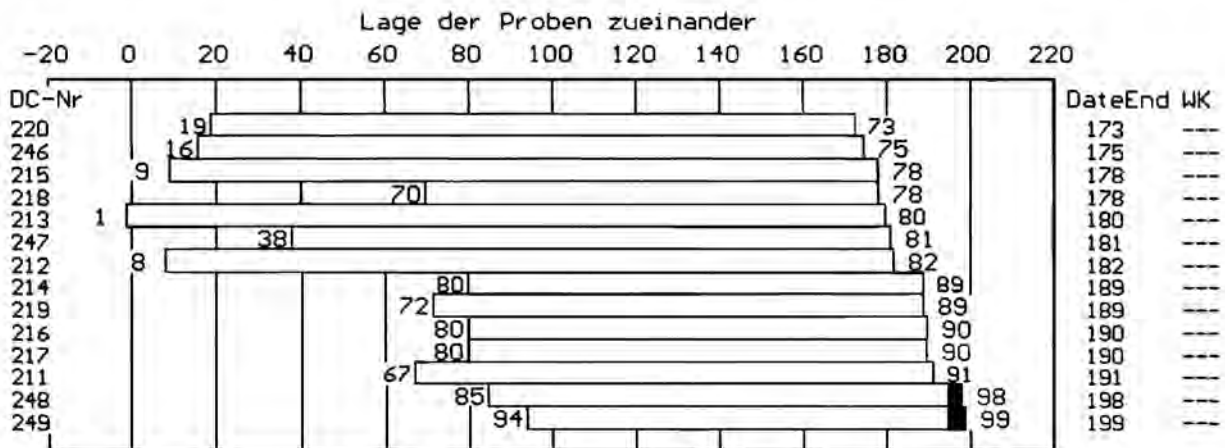 Lage der Proben zueinander
-20 0 20 40 60 80 100 120 140 160 180 200 220
DC-Nr DateEnd WK
220 19 73 173 ---
246 16 75 175 ---
215 9 78 178 ---
218 70 78 178 ---
213 1 80 180 ---
247 38 81 181 ---
212 8 82 182 ---
214 80 89 189 ---
219 72 89 189 ---
216 80 90 190 ---
217 80 90 190 ---
211 67 91 191 ---
248 85 98 198 ---
249 94 99 199 ---